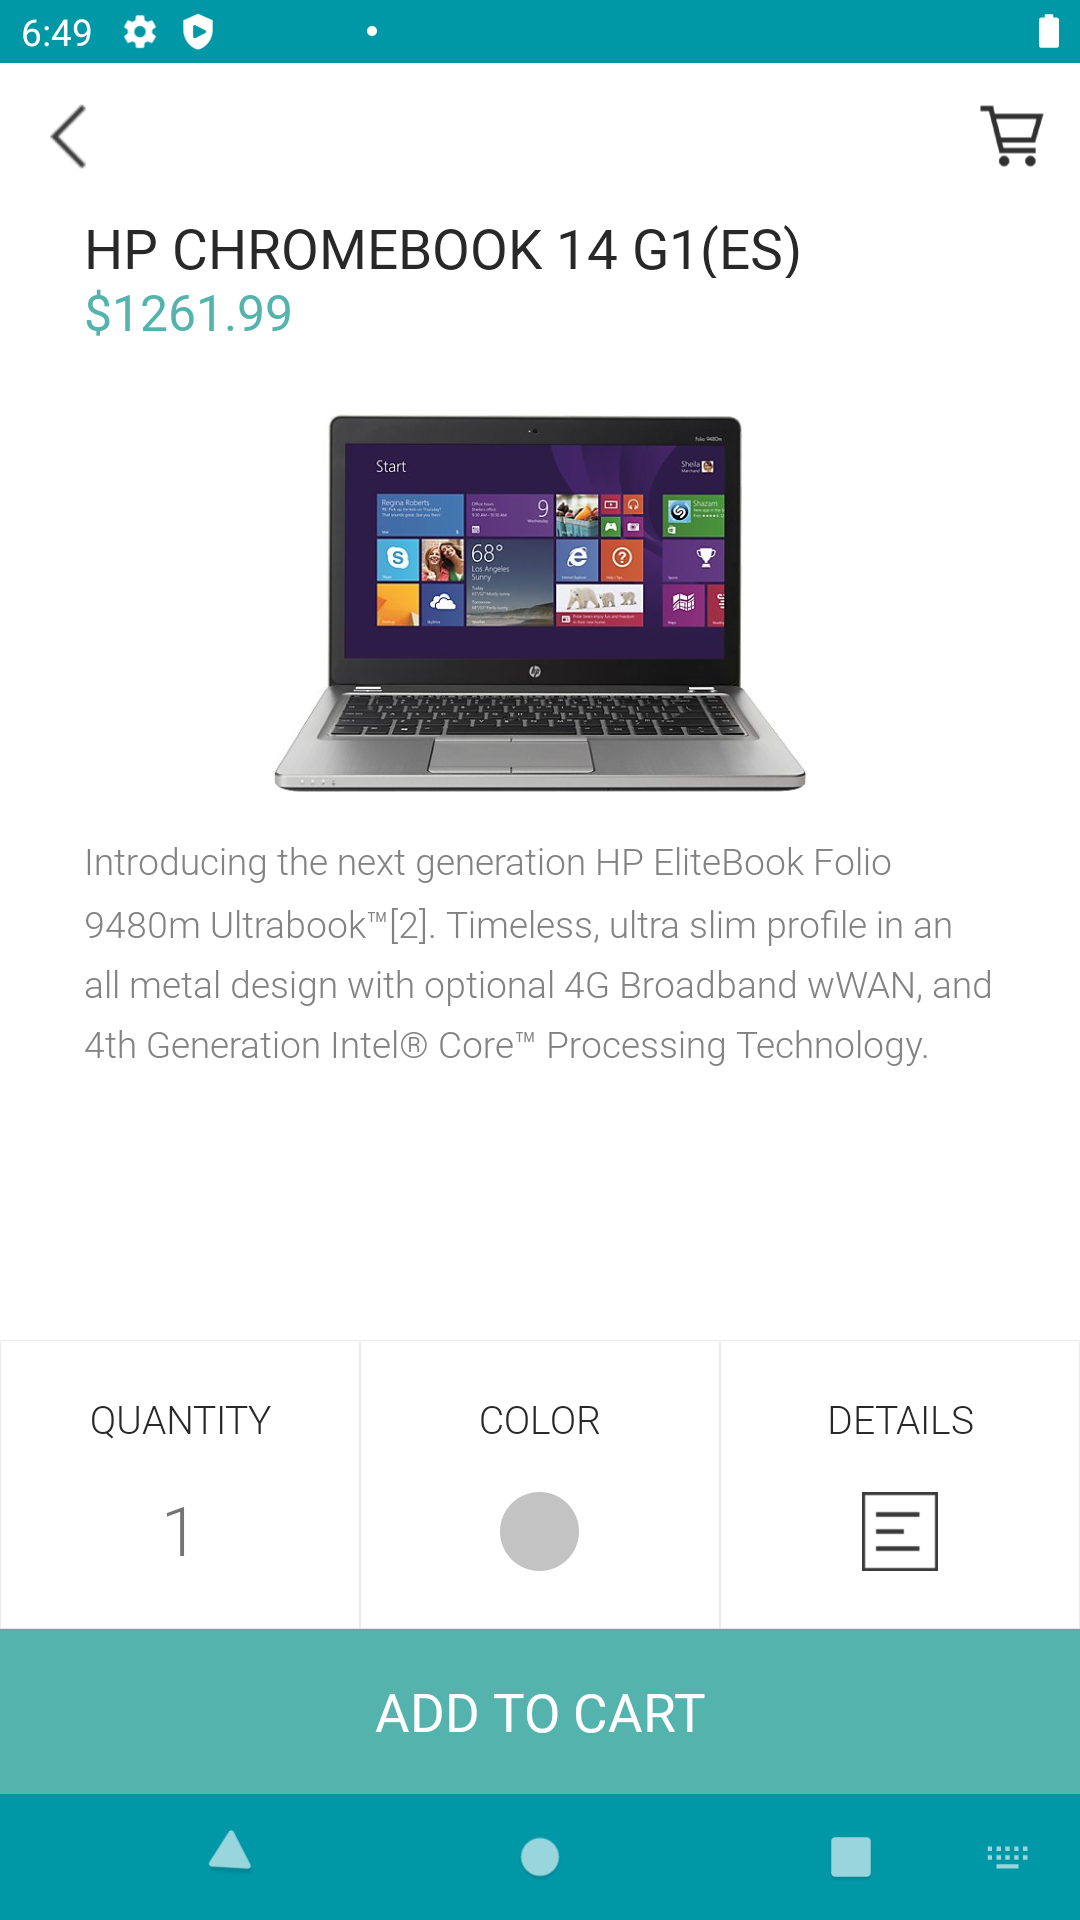 6:49
HP CHROMEBOOK 14 G1(ES)
$1261.99
Start
Sheila
Regina Roberts
9
Shazam
68°
Los Angeles
Sunny
hp
Introducing the next generation HP EliteBook Folio
9480m Ultrabook™[2]. Timeless, ultra slim profile in an
all metal design with optional 4G Broadband wWAN, and
4th Generation Intel® Core™ Processing Technology.
QUANTITY
COLOR
DETAILS
1
ADD TO CART